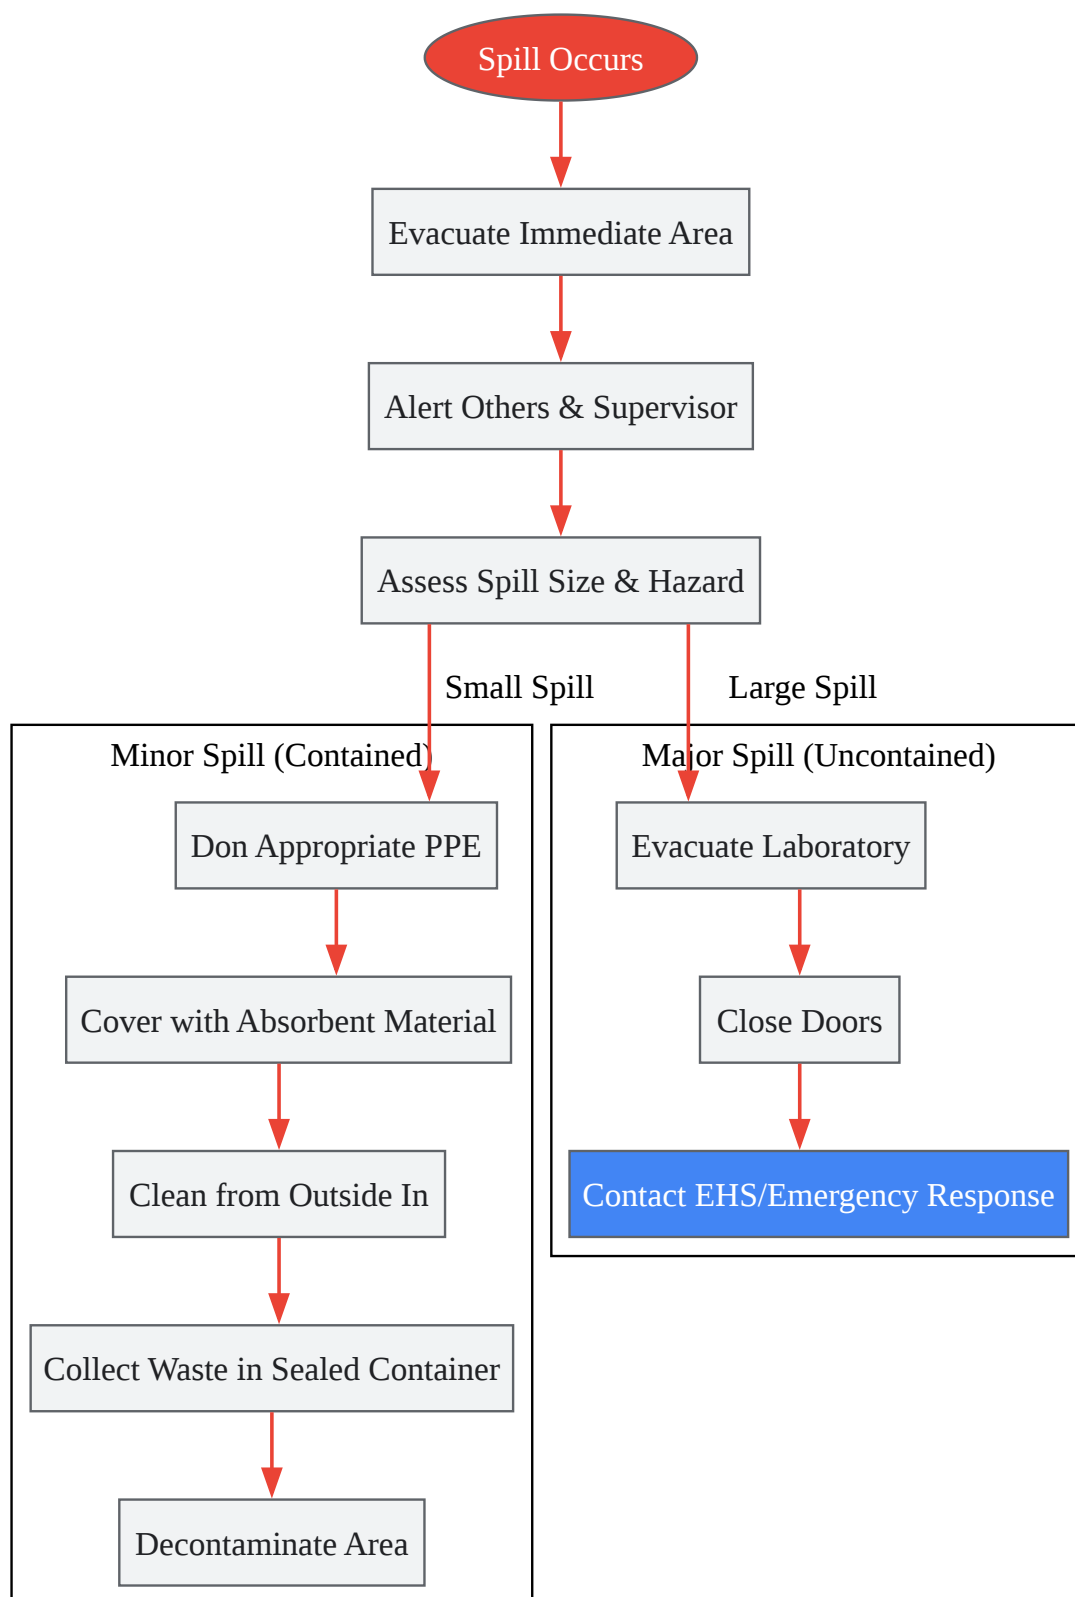 Spill Occurs
Evacuate Immediate Area
Alert Others & Supervisor
Assess Spill Size & Hazard
Small Spill
Large Spill
Minor Spill (Contained)
Don Appropriate PPE
Cover with Absorbent Material
Clean from Outside In
Collect Waste in Sealed Container
Decontaminate Area
Major Spill (Uncontained)
Evacuate Laboratory
Close Doors
Contact EHS/Emergency Response